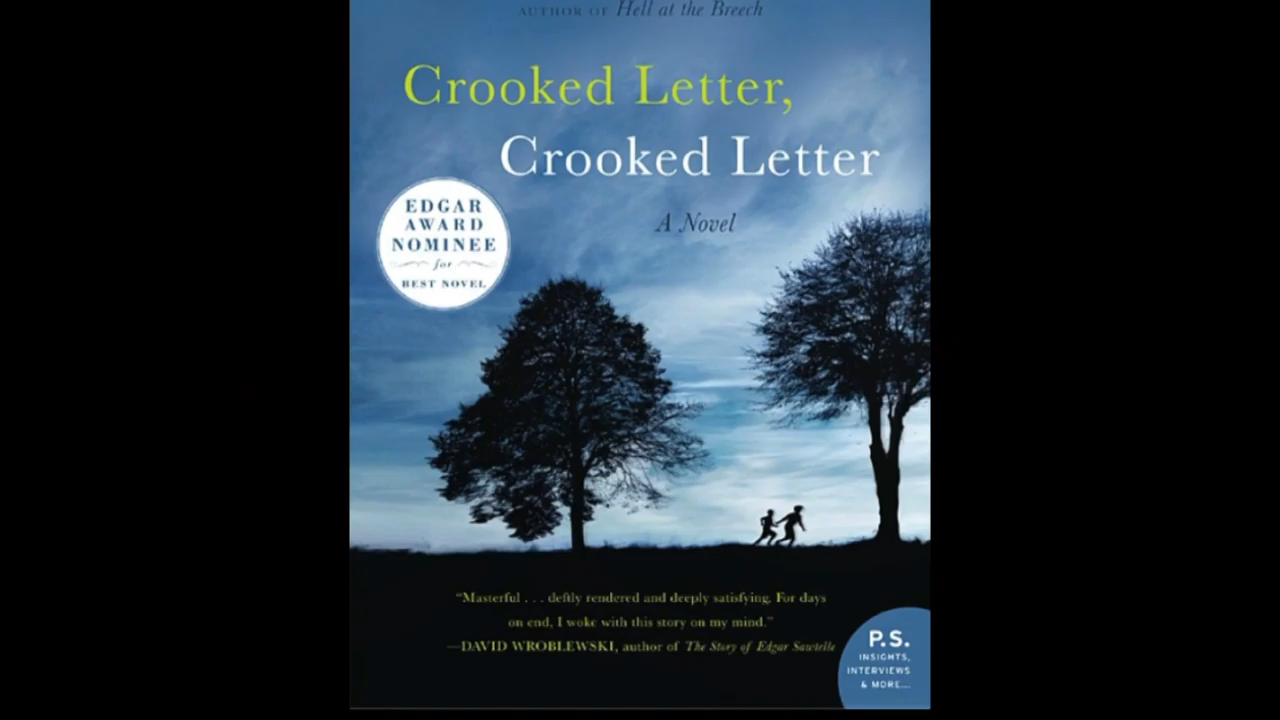 AUTHOR OF Hell at the Breech
Crooked Letter,
Crooked Letter
A Novel
EDGAR
AWARD
NOMINEE
for
BEST NOVEL
“Masterful . . . deftly rendered and deeply satisfying. For days
on end, I woke with this story on my mind.”
—DAVID WROBLEWSKI, author of The Story of Edgar Sawtelle
P.S.
INSIGHTS,
INTERVIEWS
& MORE...